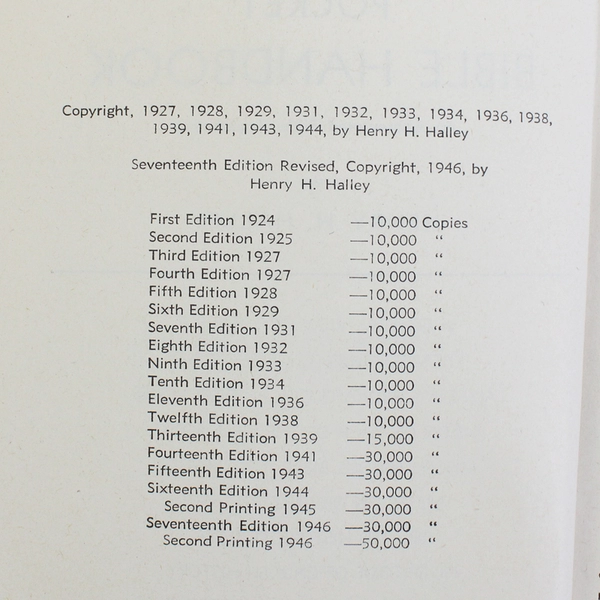 Copyright, 1927, 1928, 1929, 1931, 1932, 1933, 1934, 1936, 1938,
1939, 1941, 1943, 1944, by Henry H. Halley
Seventeenth Edition Revised, Copyright, 1946, by
Henry H. Halley
First Edition 1924 —10,000 Copies
Second Edition 1925 —10,000 “
Third Edition 1927 —10,000 “
Fourth Edition 1927 —10,000 “
Fifth Edition 1928 —10,000 “
Sixth Edition 1929 —10,000 “
Seventh Edition 1931 —10,000 “
Eighth Edition 1932 —10,000 “
Ninth Edition 1933 —10,000 “
Tenth Edition 1934 —10,000 “
Eleventh Edition 1936 —10,000 “
Twelfth Edition 1938 —10,000 “
Thirteenth Edition 1939 —15,000 “
Fourteenth Edition 1941 —30,000 “
Fifteenth Edition 1943 —30,000 “
Sixteenth Edition 1944 —30,000 “
Second Printing 1945 —30,000 “
Seventeenth Edition 1946 —30,000 “
Second Printing 1946 —50,000 “